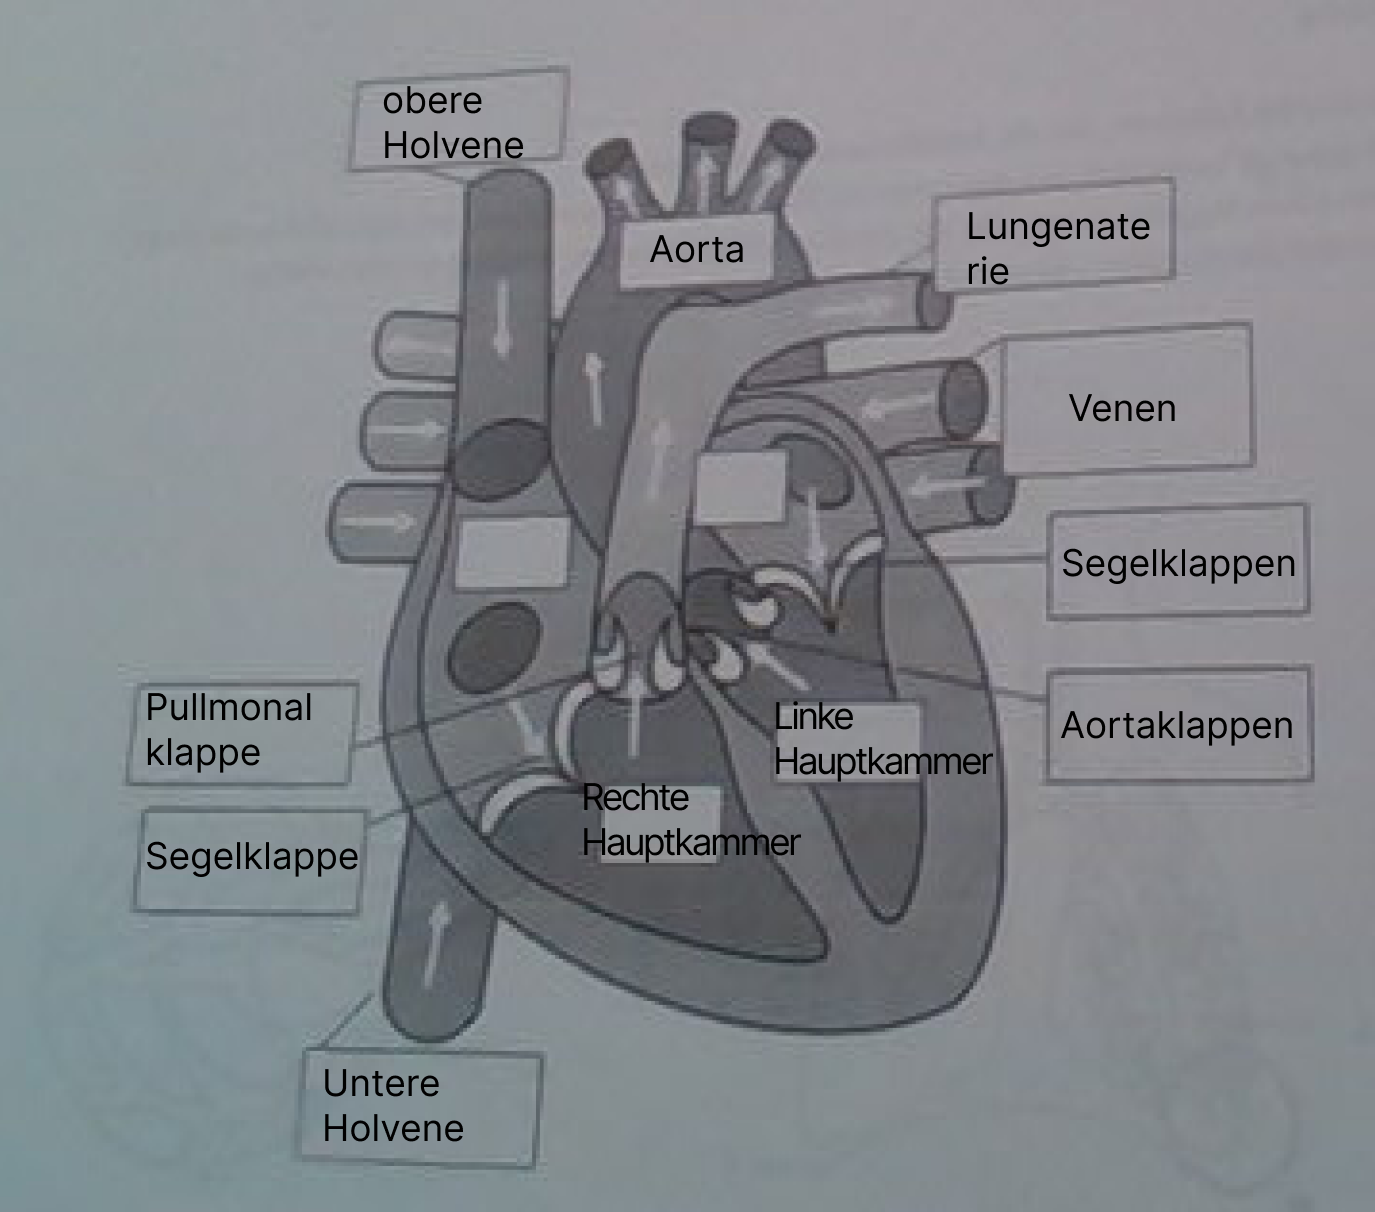 obere
Holvene
Aorta
Lungenate
rie
Venen
Segelklappen
Pullmonal
klappe
Linke
Hauptkammer
Aortaklappen
Rechte
Hauptkammer
Segelklappe
Untere
Holvene